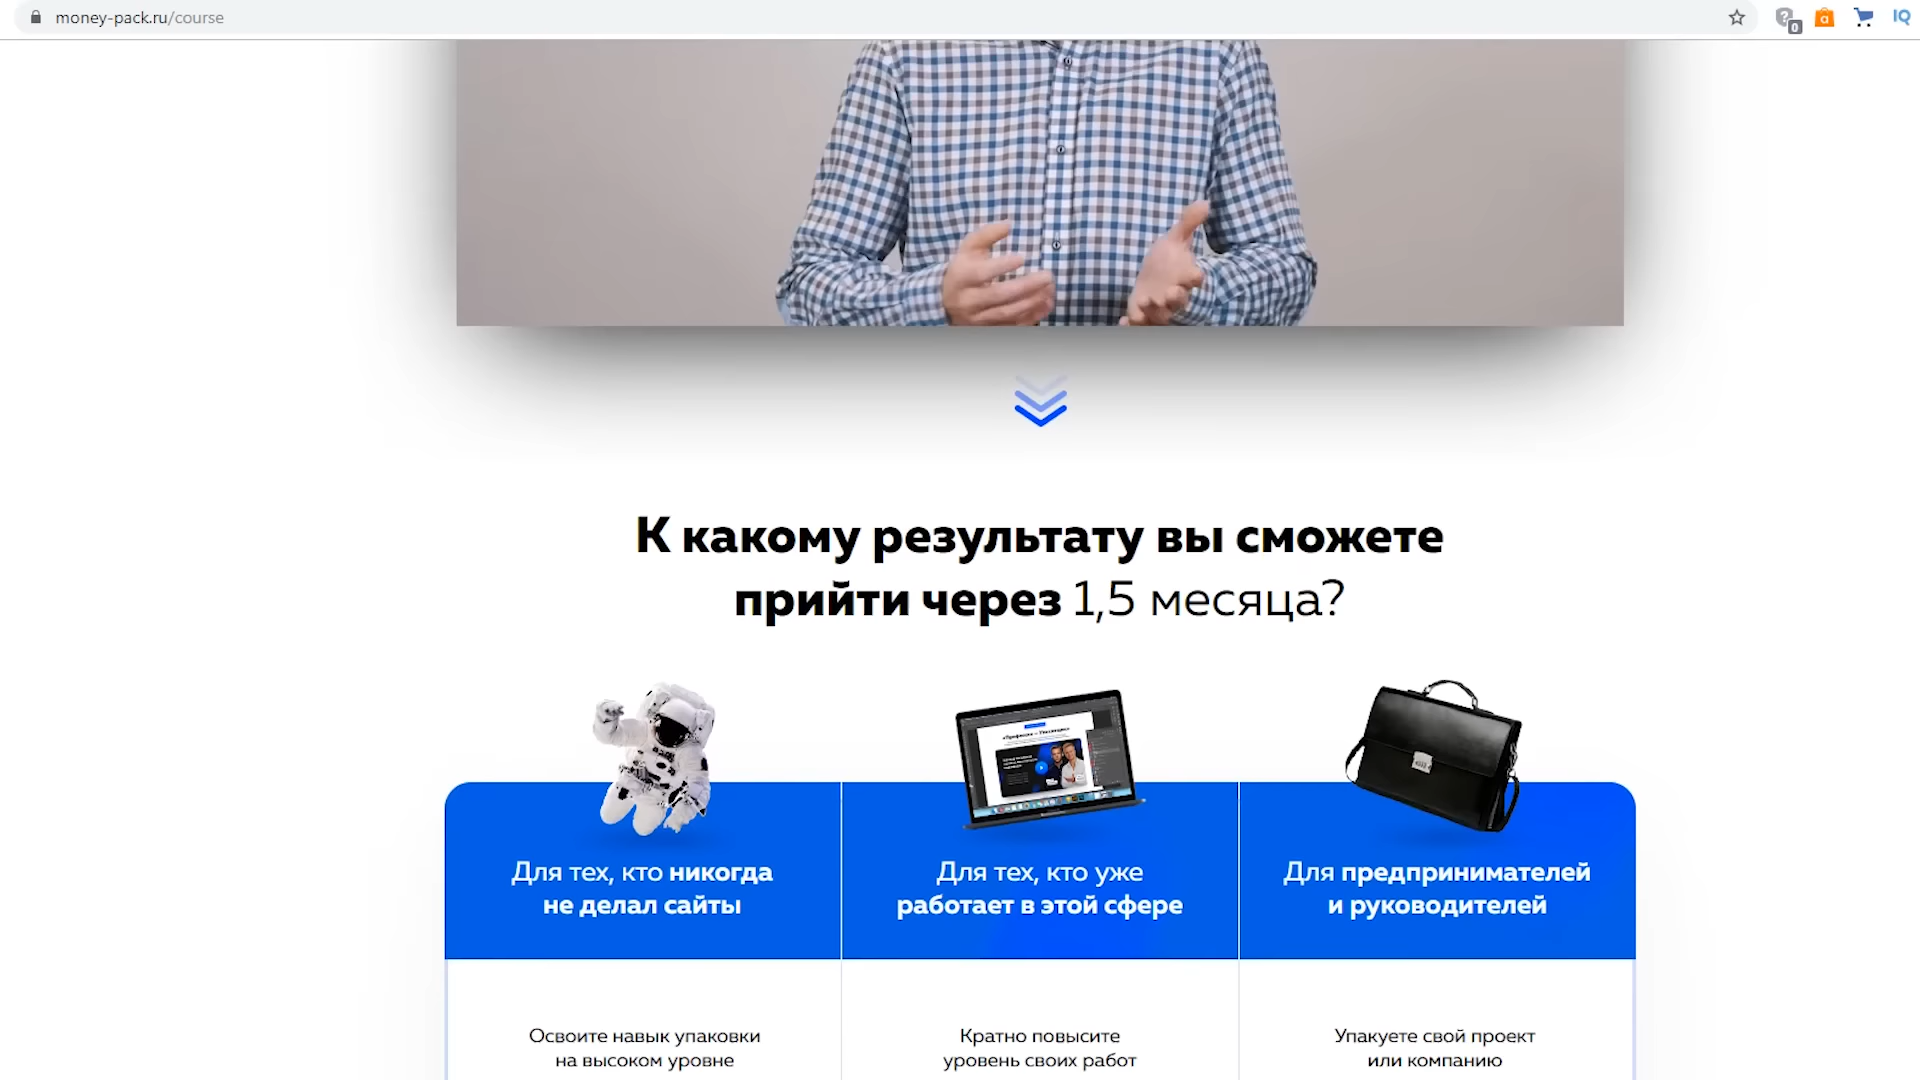 money-pack.ru/course
0
a
IQ
К какому результату вы сможете
прийти через 1,5 месяца?
Для тех, кто никогда
не делал сайты
Для тех, кто уже
работает в этой сфере
Для предпринимателей
и руководителей
Освоите навык упаковки
на высоком уровне
Кратно повысите
уровень своих работ
Упакуете свой проект
или компанию